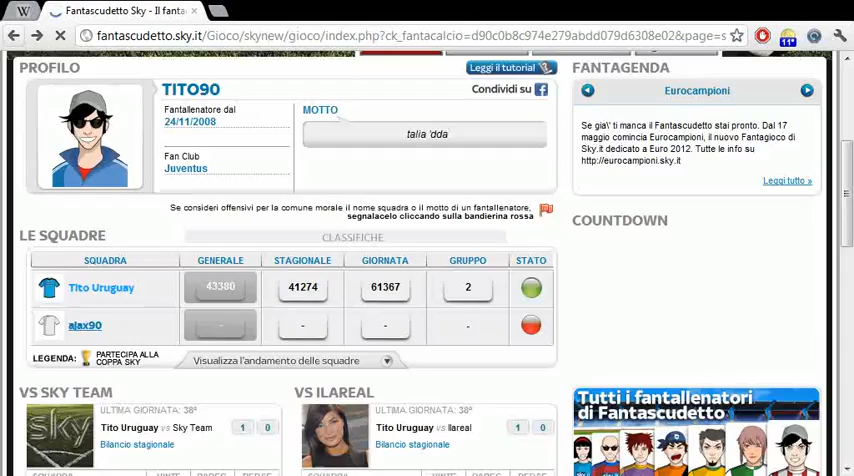 Fantascudetto Sky - Il fanta
fantascudetto.sky.it/Gioco/skynew/gioco/index.php?ck_fantacalcio=d90c0b8c974e279abdd079d6308e02&page=s
11"
PROFILO
Leggi il tutorial
TITO90
Condividi su
Fantallenatore dal
24/11/2008
Fan Club
Juventus
MOTTO
talia 'dda
Se consideri offensivi per la comune morale il nome squadra o il motto di un fantallenatore,
segnalacelo cliccando sulla bandierina rossa
LE SQUADRE
CLASSIFICHE
SQUADRA GENERALE STAGIONALE GIORNATA GRUPPO STATO
Tito Uruguay 43380 41274 61367 2
ajax90 - - - -
LEGENDA: PARTECIPA ALLA
COPPA SKY
Visualizza l'andamento delle squadre
VS SKY TEAM
ULTIMA GIORNATA: 38ª
Tito Uruguay vs Sky Team 1 0
Bilancio stagionale
sky
VS ILAREAL
ULTIMA GIORNATA: 38ª
Tito Uruguay vs Ilareal 1 0
Bilancio stagionale
FANTAGENDA
Eurocampioni
Se già\' ti manca il Fantascudetto stai pronto. Dal 17
maggio comincia Eurocampioni, il nuovo Fantagioco di
Sky.it dedicato a Euro 2012. Tutte le info su
http://eurocampioni.sky.it
Leggi tutto »
COUNTDOWN
Tutti i fantallenatori
di Fantascudetto